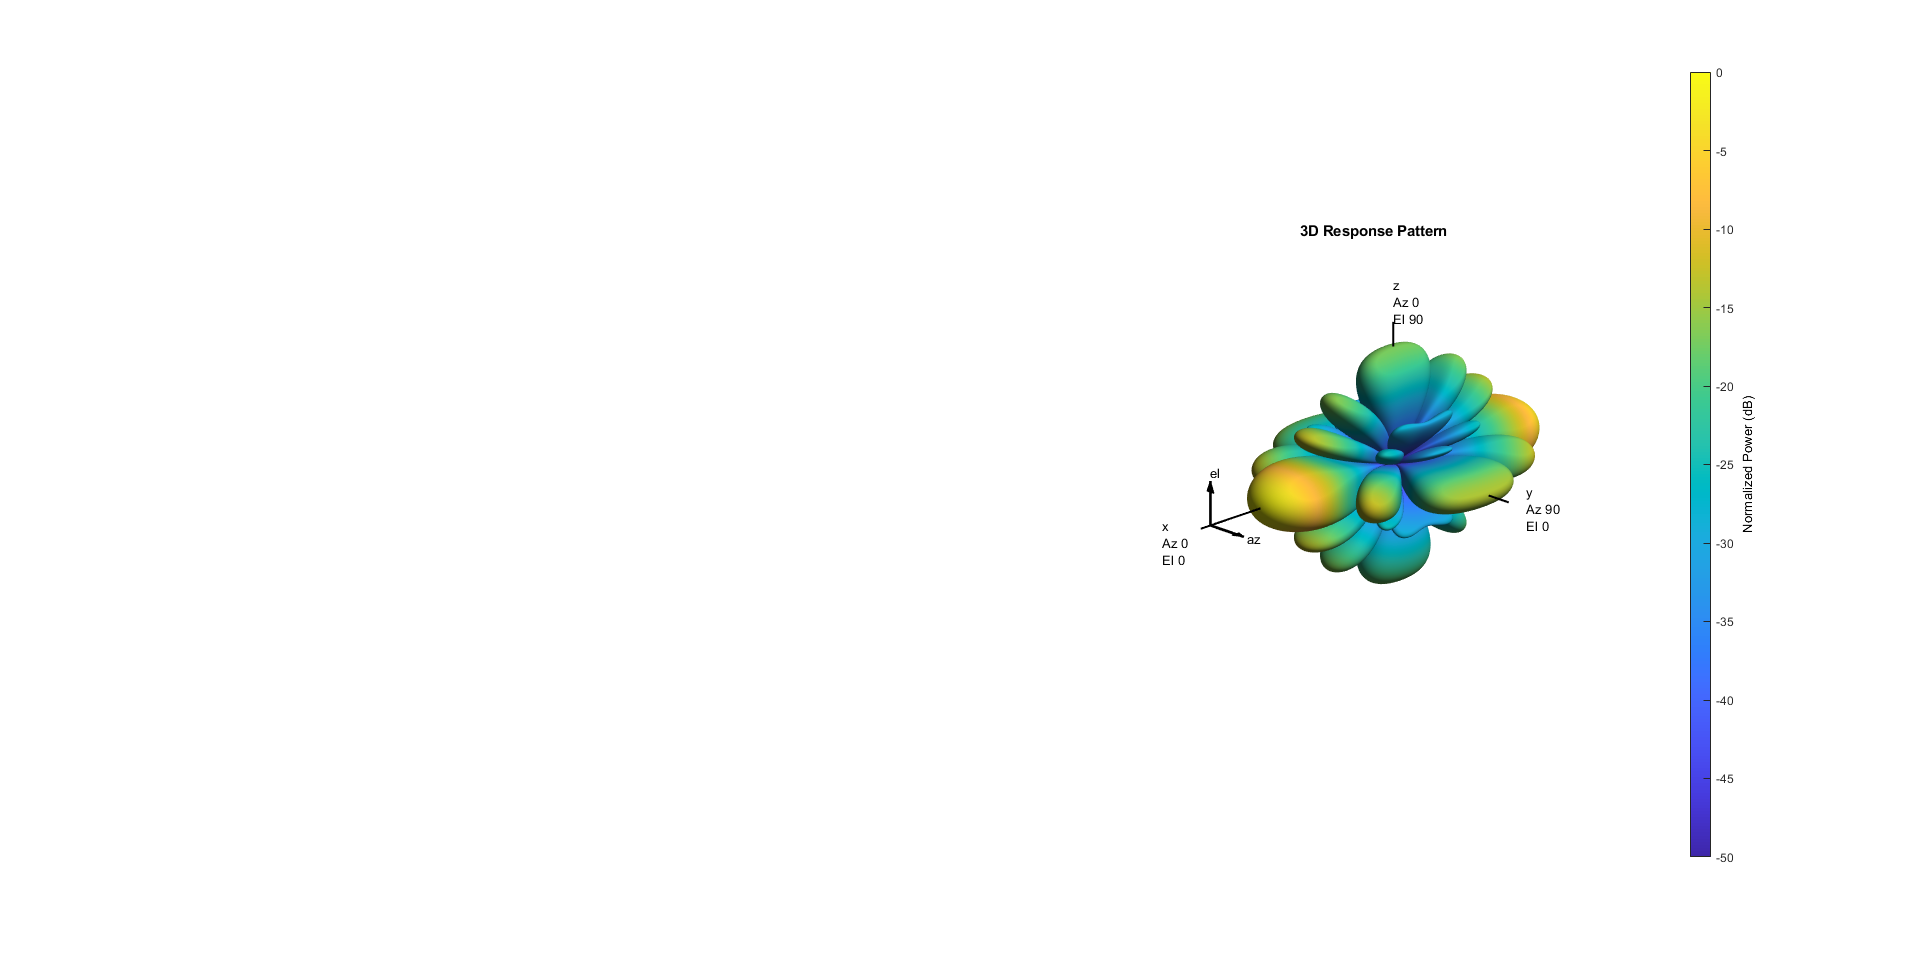 3D Response Pattern
z
Az 0
El 90
el
x
Az 0
El 0
az
y
Az 90
El 0
0
-5
-10
-15
-20
-25
-30
-35
-40
-45
-50
Normalized Power (dB)